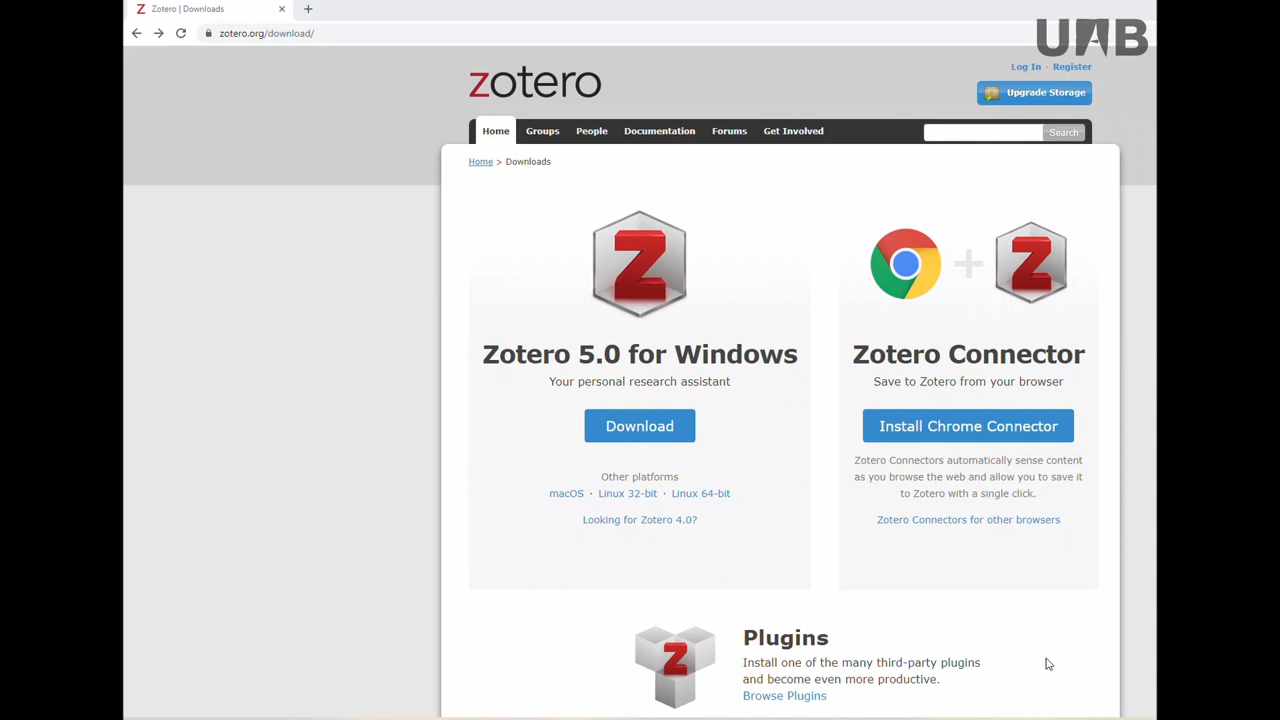 Zotero | Downloads
zotero.org/download/
UAB
Log In · Register
zotero
Upgrade Storage
Home Groups People Documentation Forums Get Involved Search
Home > Downloads
Z
Z
Zotero 5.0 for Windows
Your personal research assistant
Download
Other platforms
macOS · Linux 32-bit · Linux 64-bit
Looking for Zotero 4.0?
Zotero Connector
Save to Zotero from your browser
Install Chrome Connector
Zotero Connectors automatically sense content
as you browse the web and allow you to save it
to Zotero with a single click.
Zotero Connectors for other browsers
Z
Plugins
Install one of the many third-party plugins
and become even more productive.
Browse Plugins